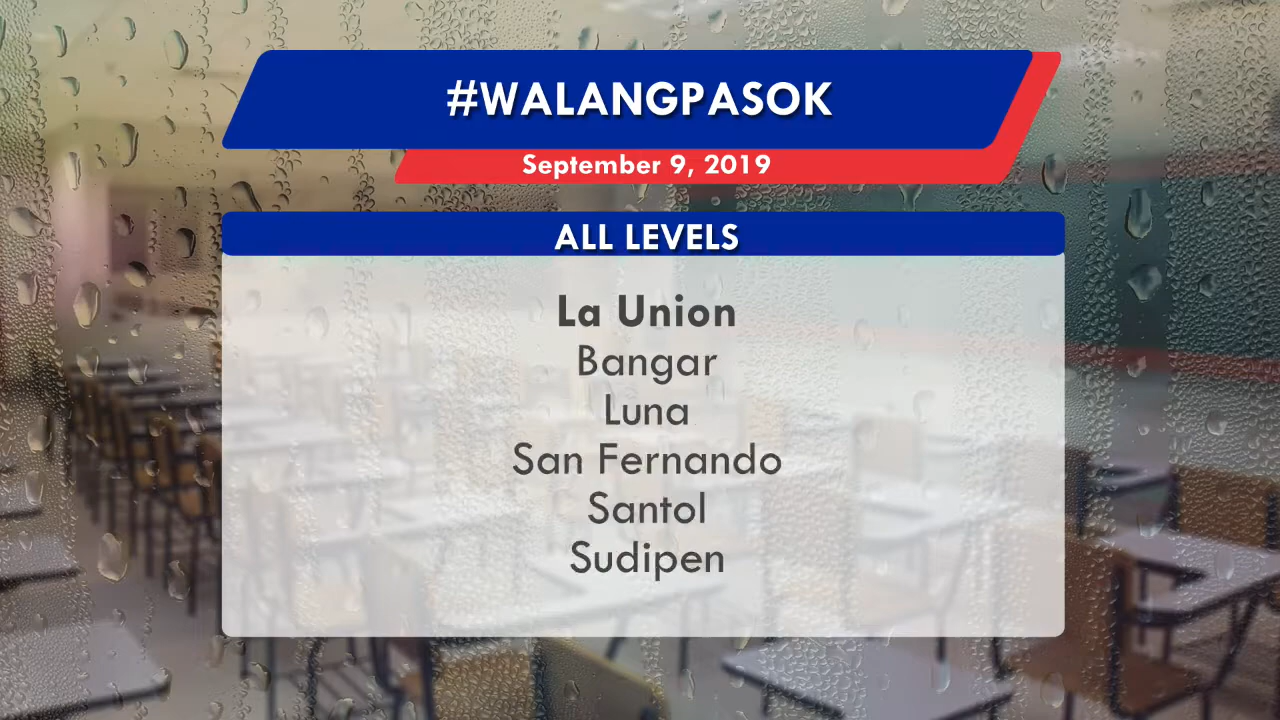 #WALANGPASOK
September 9, 2019
ALL LEVELS
La Union
Bangar
Luna
San Fernando
Santol
Sudipen